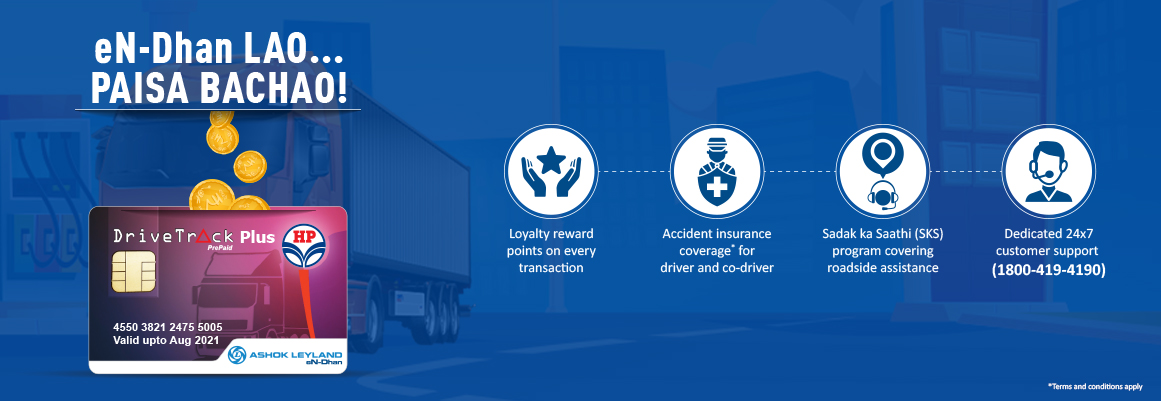 eN-Dhan LAO...
PAISA BACHAO!
DriveTrack Plus
PrePaid
HP
4550 3821 2475 5005
Valid upto Aug 2021
ASHOK LEYLAND
eN-Dhan
Loyalty reward
points on every
transaction
Accident insurance
coverage* for
driver and co-driver
Sadak ka Saathi (SKS)
program covering
roadside assistance
Dedicated 24x7
customer support
(1800-419-4190)
*Terms and conditions apply